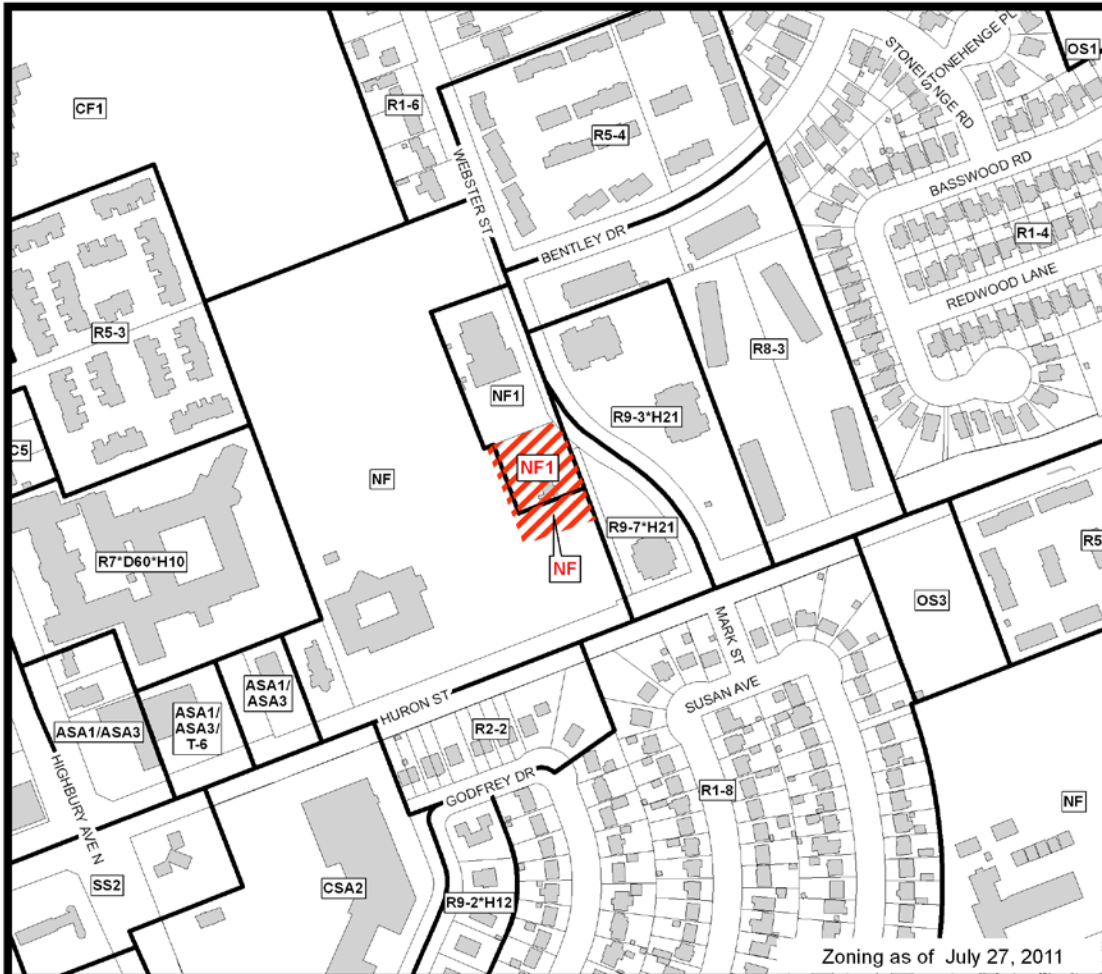 STONEHENGE PL
OS1
CF1
R1-6
STONEHENGE RD
R5-4
WEBSTER ST
BASSWOOD RD
R1-4
BENTLEY DR
REDWOOD LANE
R5-3
R8-3
NF1
R9-3*H21
C5
NF1
NF
R9-7*H21
R7*D60*H10
NF
R5
OS3
MARK ST
ASA1/
ASA3
SUSAN AVE
HURON ST
ASA1/ASA3
ASA1/
ASA3/
T-6
R2-2
HIGHBURY AVE N
GODFREY DR
R1-8
NF
SS2
CSA2
R9-2*H12
Zoning as of July 27, 2011